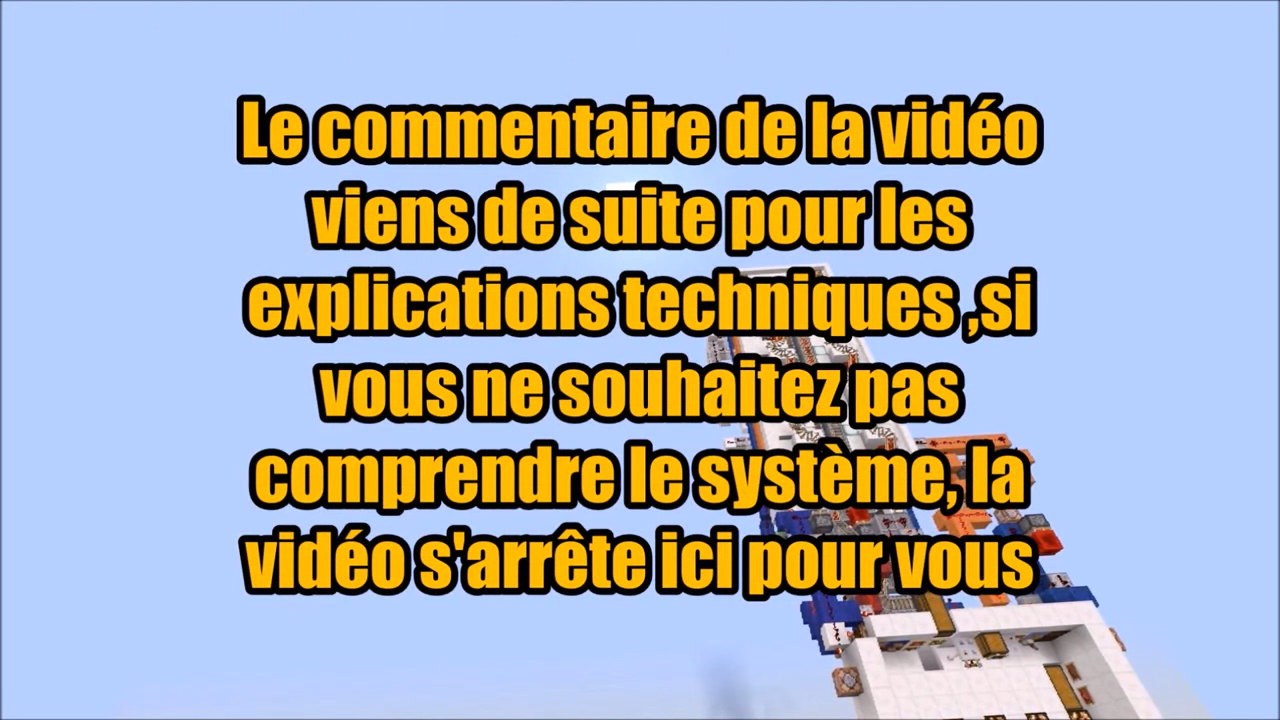 Le commentaire de la vidéo
viens de suite pour les
explications techniques ,si
vous ne souhaitez pas
comprendre le système, la
vidéo s'arrête ici pour vous